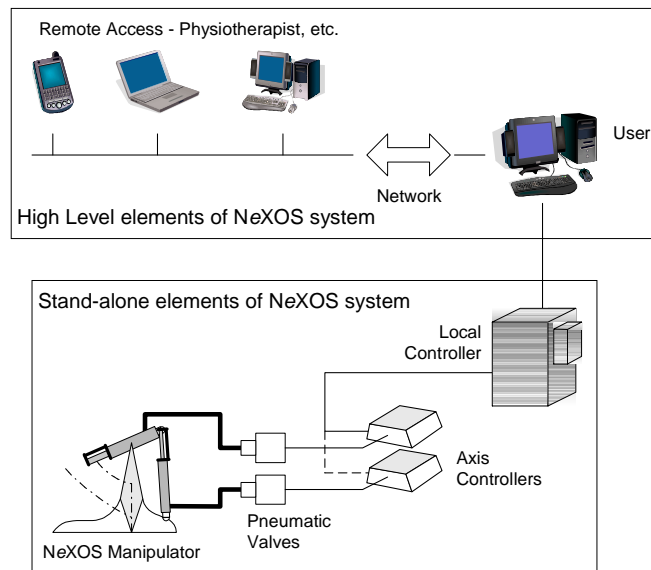 Remote Access - Physiotherapist, etc.
User
Network
High Level elements of NeXOS system
Stand-alone elements of NeXOS system
Local
Controller
Axis
Controllers
Pneumatic
Valves
NeXOS Manipulator